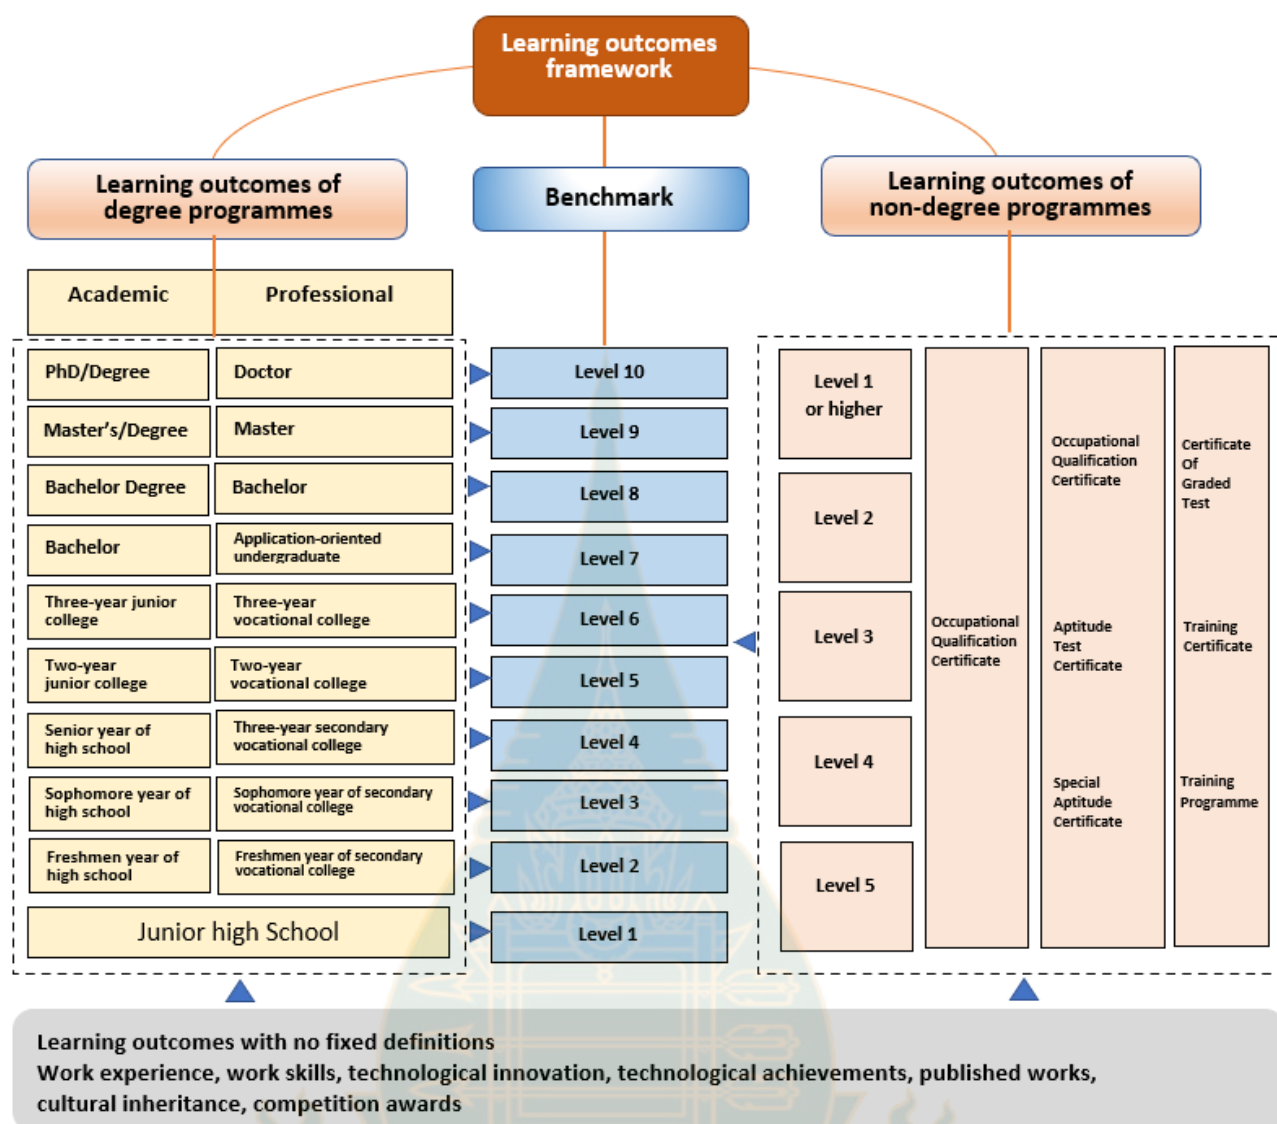 Learning outcomes
framework
Learning outcomes of
degree programmes
Benchmark
Learning outcomes of
non-degree programmes
Academic
Professional
PhD/Degree
Doctor
Level 10
Master's/Degree
Master
Level 9
Bachelor Degree
Bachelor
Level 8
Bachelor
Application-oriented
undergraduate
Level 7
Three-year junior
college
Three-year
vocational college
Level 6
Two-year
junior college
Two-year
vocational college
Level 5
Senior year of
high school
Three-year secondary
vocational college
Level 4
Sophomore year of
high school
Sophomore year of secondary
vocational college
Level 3
Freshmen year of
high school
Freshmen year of secondary
vocational college
Level 2
Junior high School
Level 1
Level 1
or higher
Level 2
Level 3
Level 4
Level 5
Occupational
Qualification
Certificate
Occupational
Qualification
Certificate
Aptitude
Test
Certificate
Special
Aptitude
Certificate
Certificate
Of
Graded
Test
Training
Certificate
Training
Programme
Learning outcomes with no fixed definitions
Work experience, work skills, technological innovation, technological achievements, published works,
cultural inheritance, competition awards